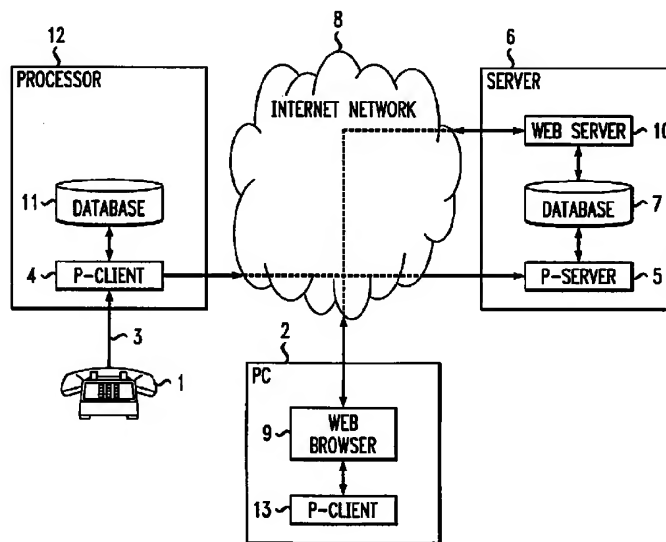 12
PROCESSOR
11
DATABASE
4
P-CLIENT
3
1
8
INTERNET NETWORK
6
SERVER
WEB SERVER
10
DATABASE
7
P-SERVER
5
2
PC
9
WEB
BROWSER
13
P-CLIENT